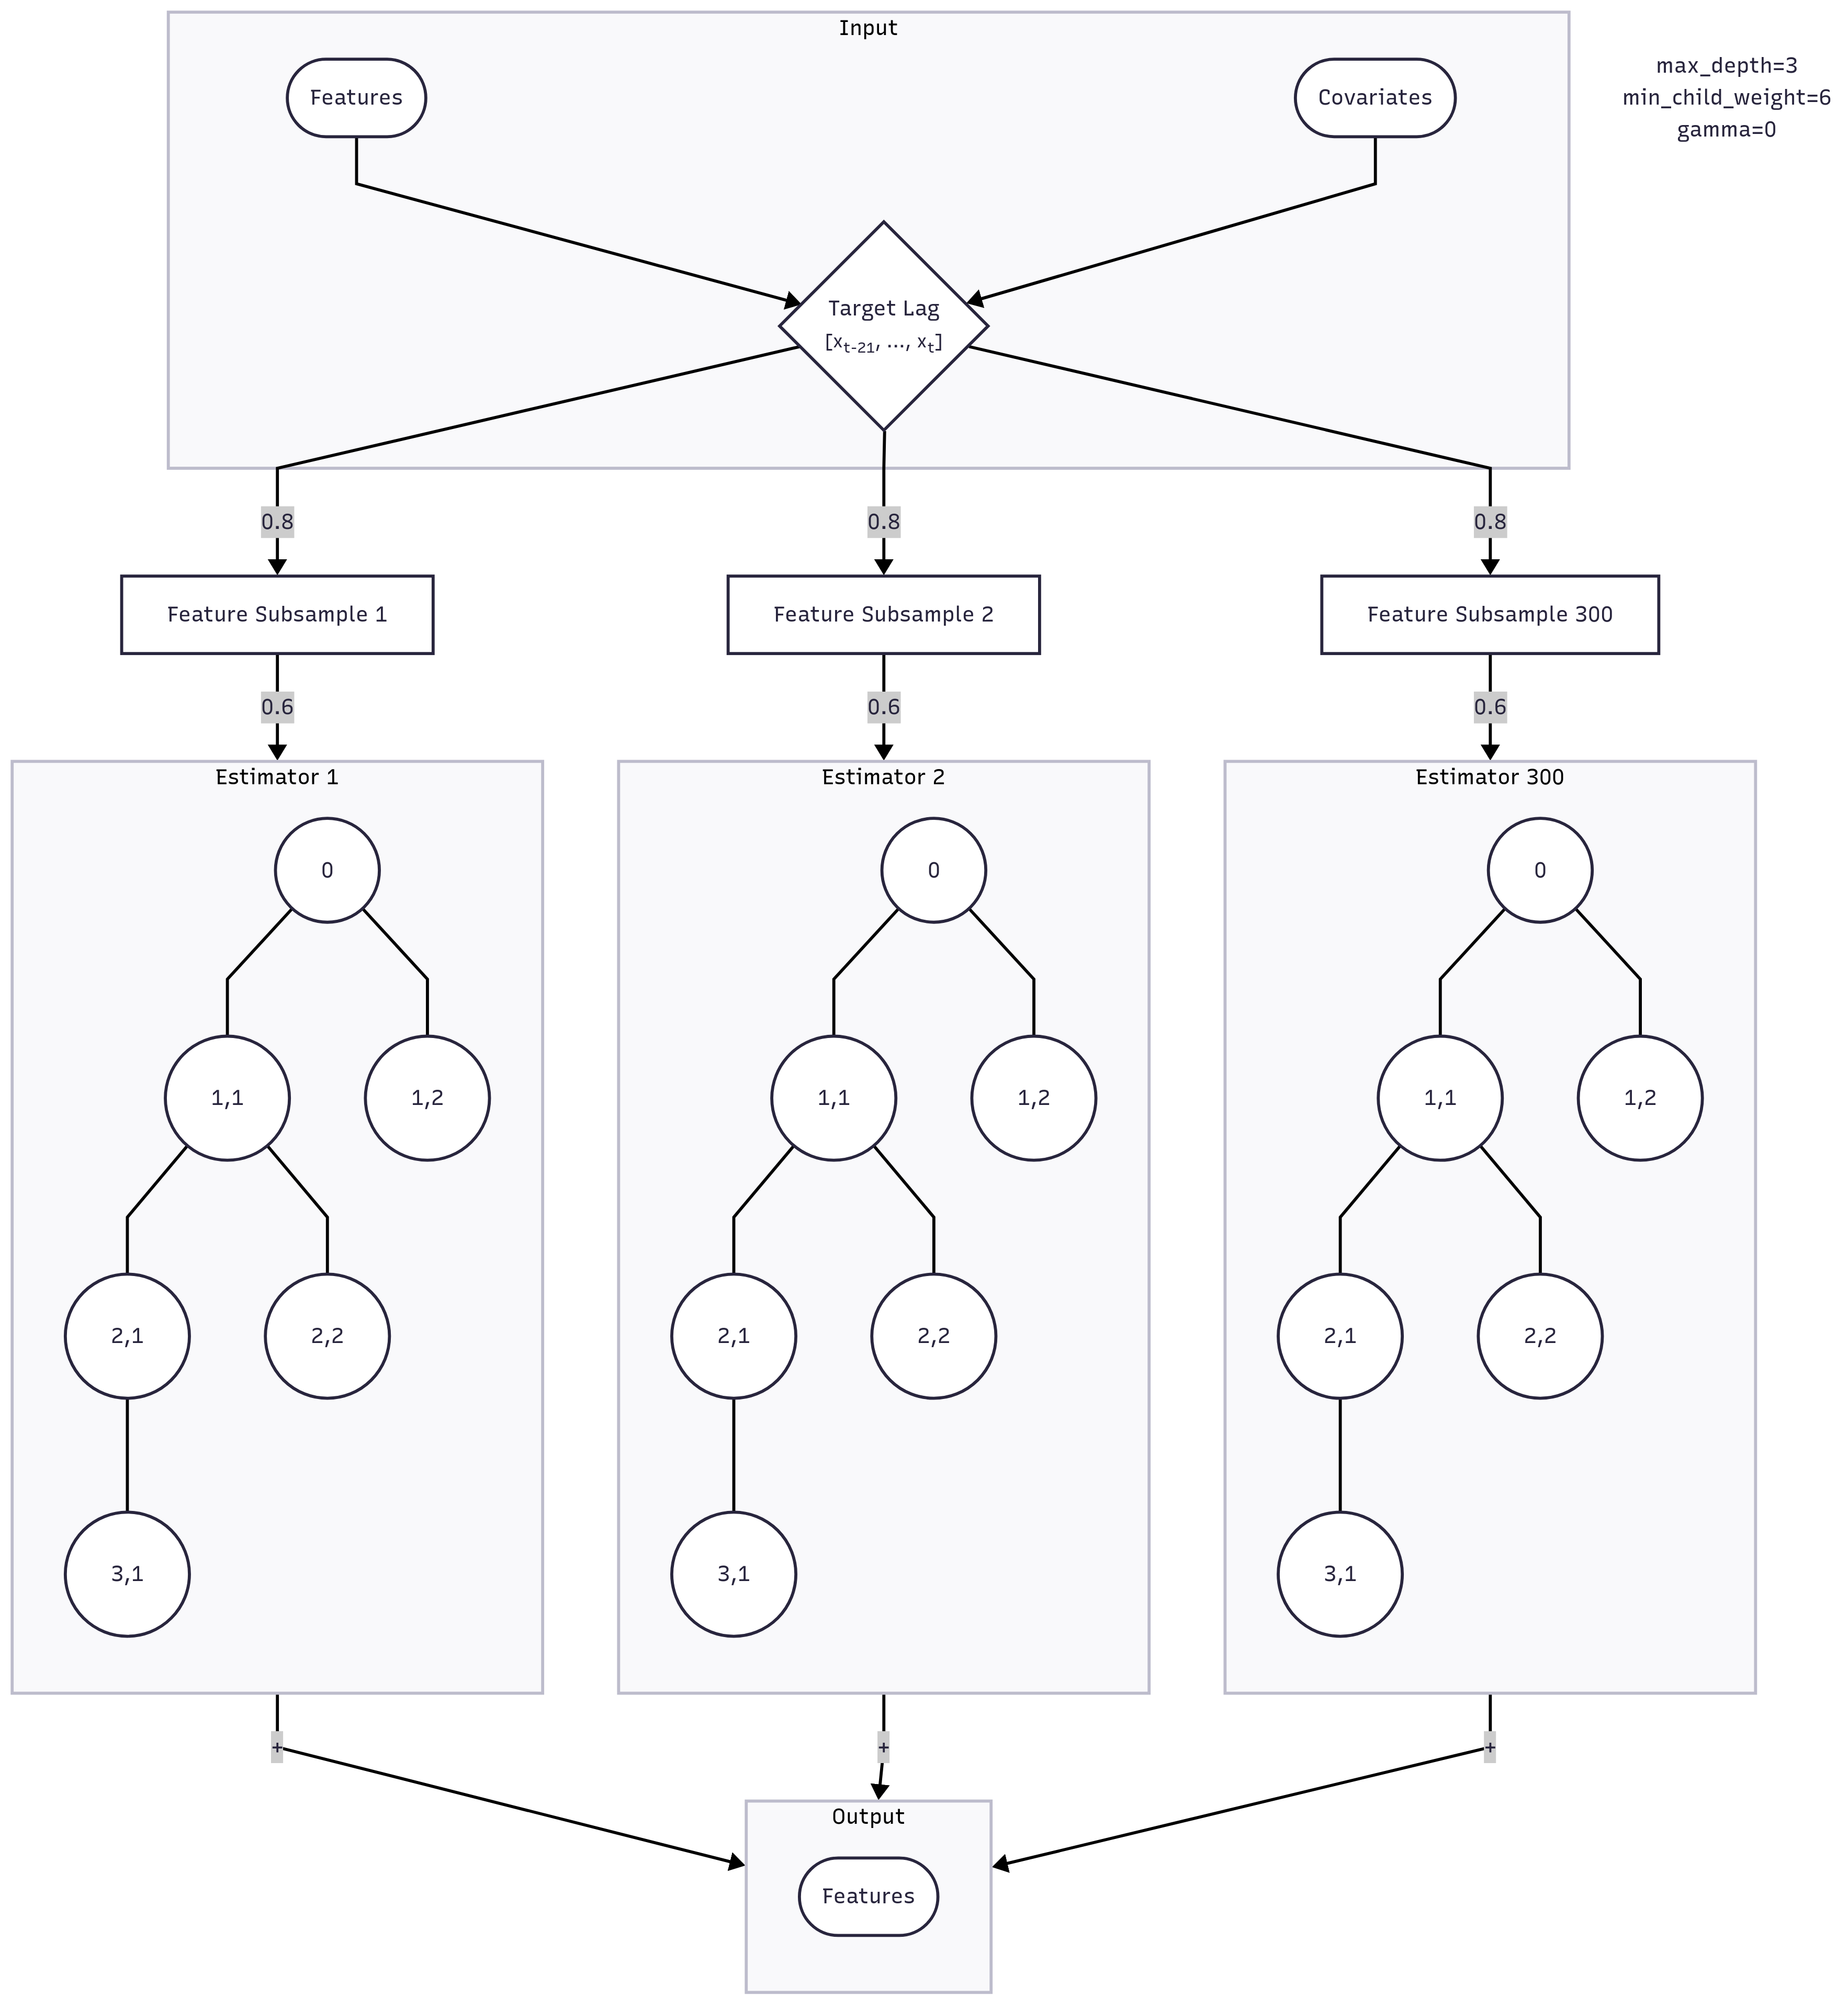 Input
Features
Covariates
max_depth=3
min_child_weight=6
gamma=0
Target Lag
[xt-21, ..., xt]
0.8
0.8
0.8
Feature Subsample 1
Feature Subsample 2
Feature Subsample 300
0.6
0.6
0.6
Estimator 1
Estimator 2
Estimator 300
0
0
0
1,1
1,2
1,1
1,2
1,1
1,2
2,1
2,2
2,1
2,2
2,1
2,2
3,1
3,1
3,1
+
+
+
Output
Features